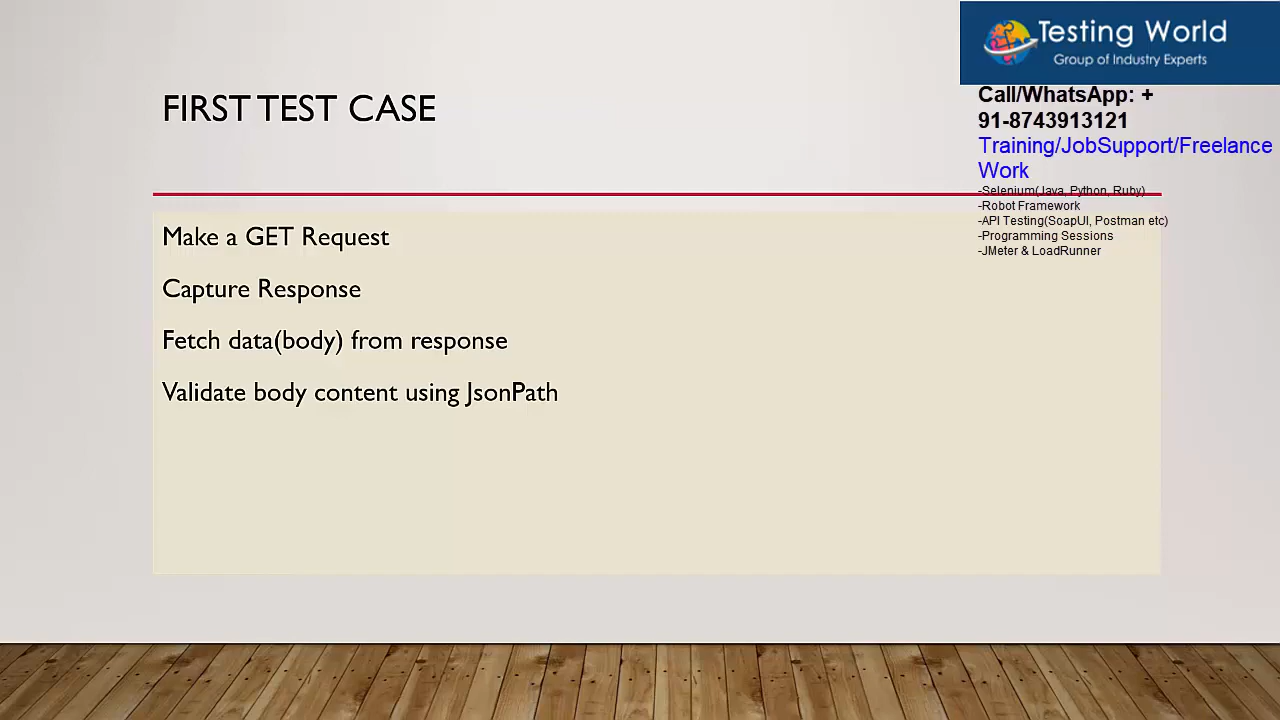 Testing World
Group of Industry Experts
FIRST TEST CASE
Call/WhatsApp: +
91-8743913121
Training/JobSupport/Freelance
Work
-Selenium(Java, Python, Ruby)
-Robot Framework
-API Testing(SoapUI, Postman etc)
-Programming Sessions
-JMeter & LoadRunner
Make a GET Request
Capture Response
Fetch data(body) from response
Validate body content using JsonPath